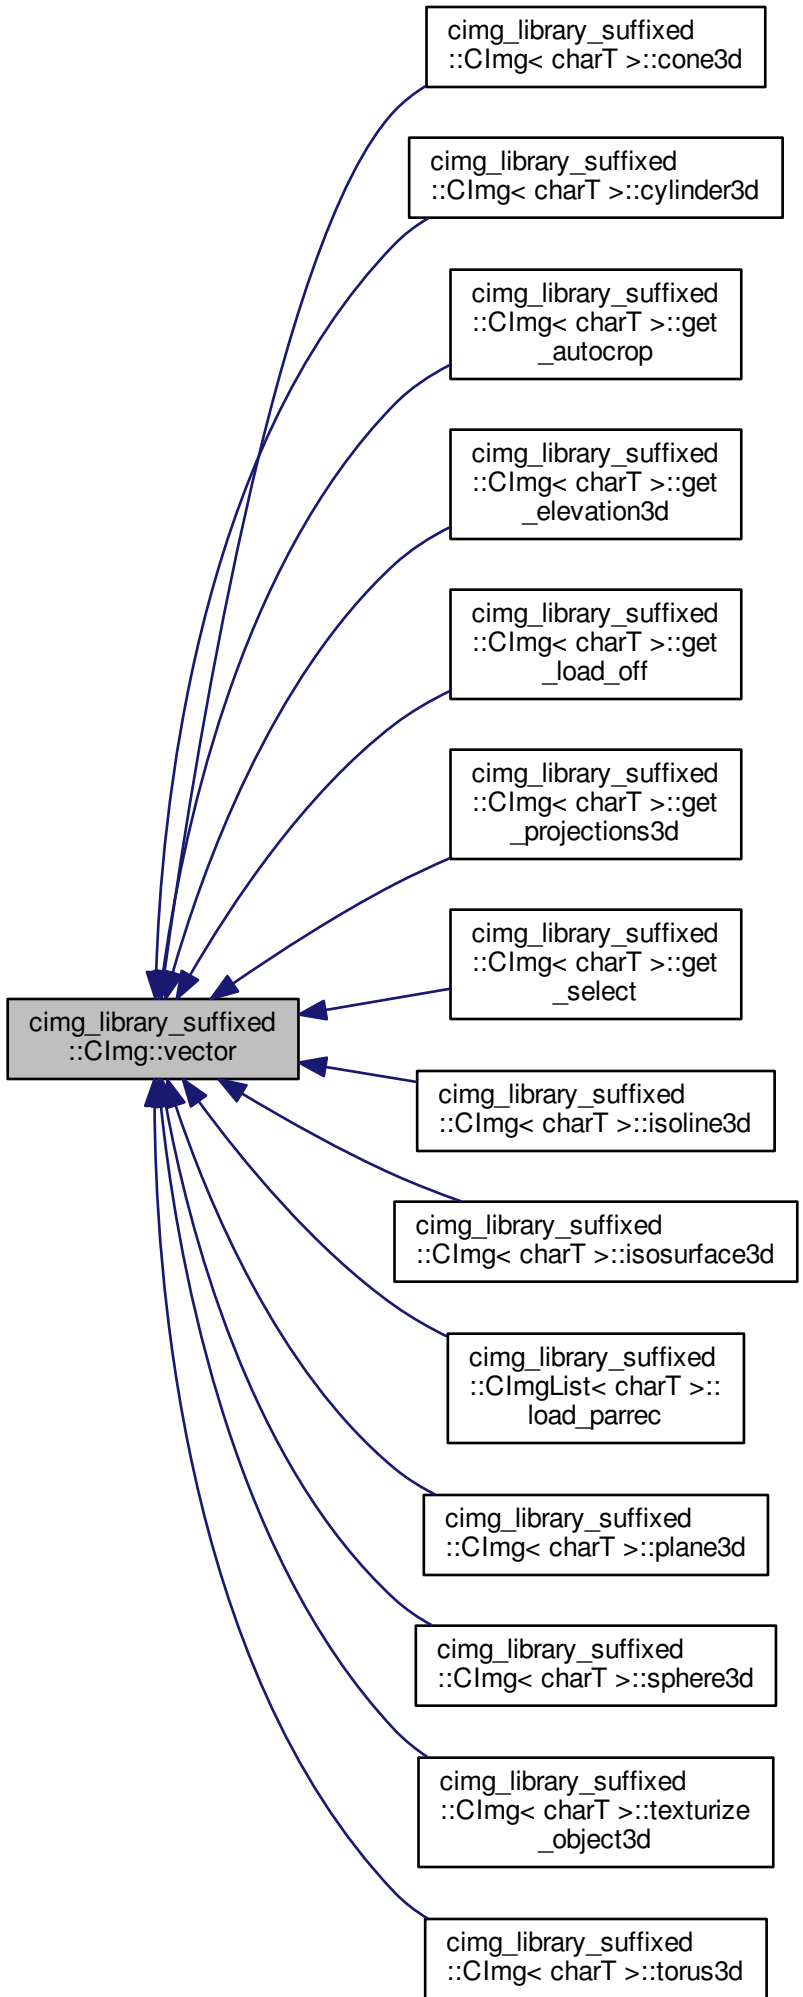 cimg_library_suffixed
::CImg< charT >::cone3d
cimg_library_suffixed
::CImg< charT >::cylinder3d
cimg_library_suffixed
::CImg< charT >::get
_autocrop
cimg_library_suffixed
::CImg< charT >::get
_elevation3d
cimg_library_suffixed
::CImg< charT >::get
_load_off
cimg_library_suffixed
::CImg< charT >::get
_projections3d
cimg_library_suffixed
::CImg< charT >::get
_select
cimg_library_suffixed
::CImg::vector
cimg_library_suffixed
::CImg< charT >::isoline3d
cimg_library_suffixed
::CImg< charT >::isosurface3d
cimg_library_suffixed
::CImgList< charT >::
load_parrec
cimg_library_suffixed
::CImg< charT >::plane3d
cimg_library_suffixed
::CImg< charT >::sphere3d
cimg_library_suffixed
::CImg< charT >::texturize
_object3d
cimg_library_suffixed
::CImg< charT >::torus3d